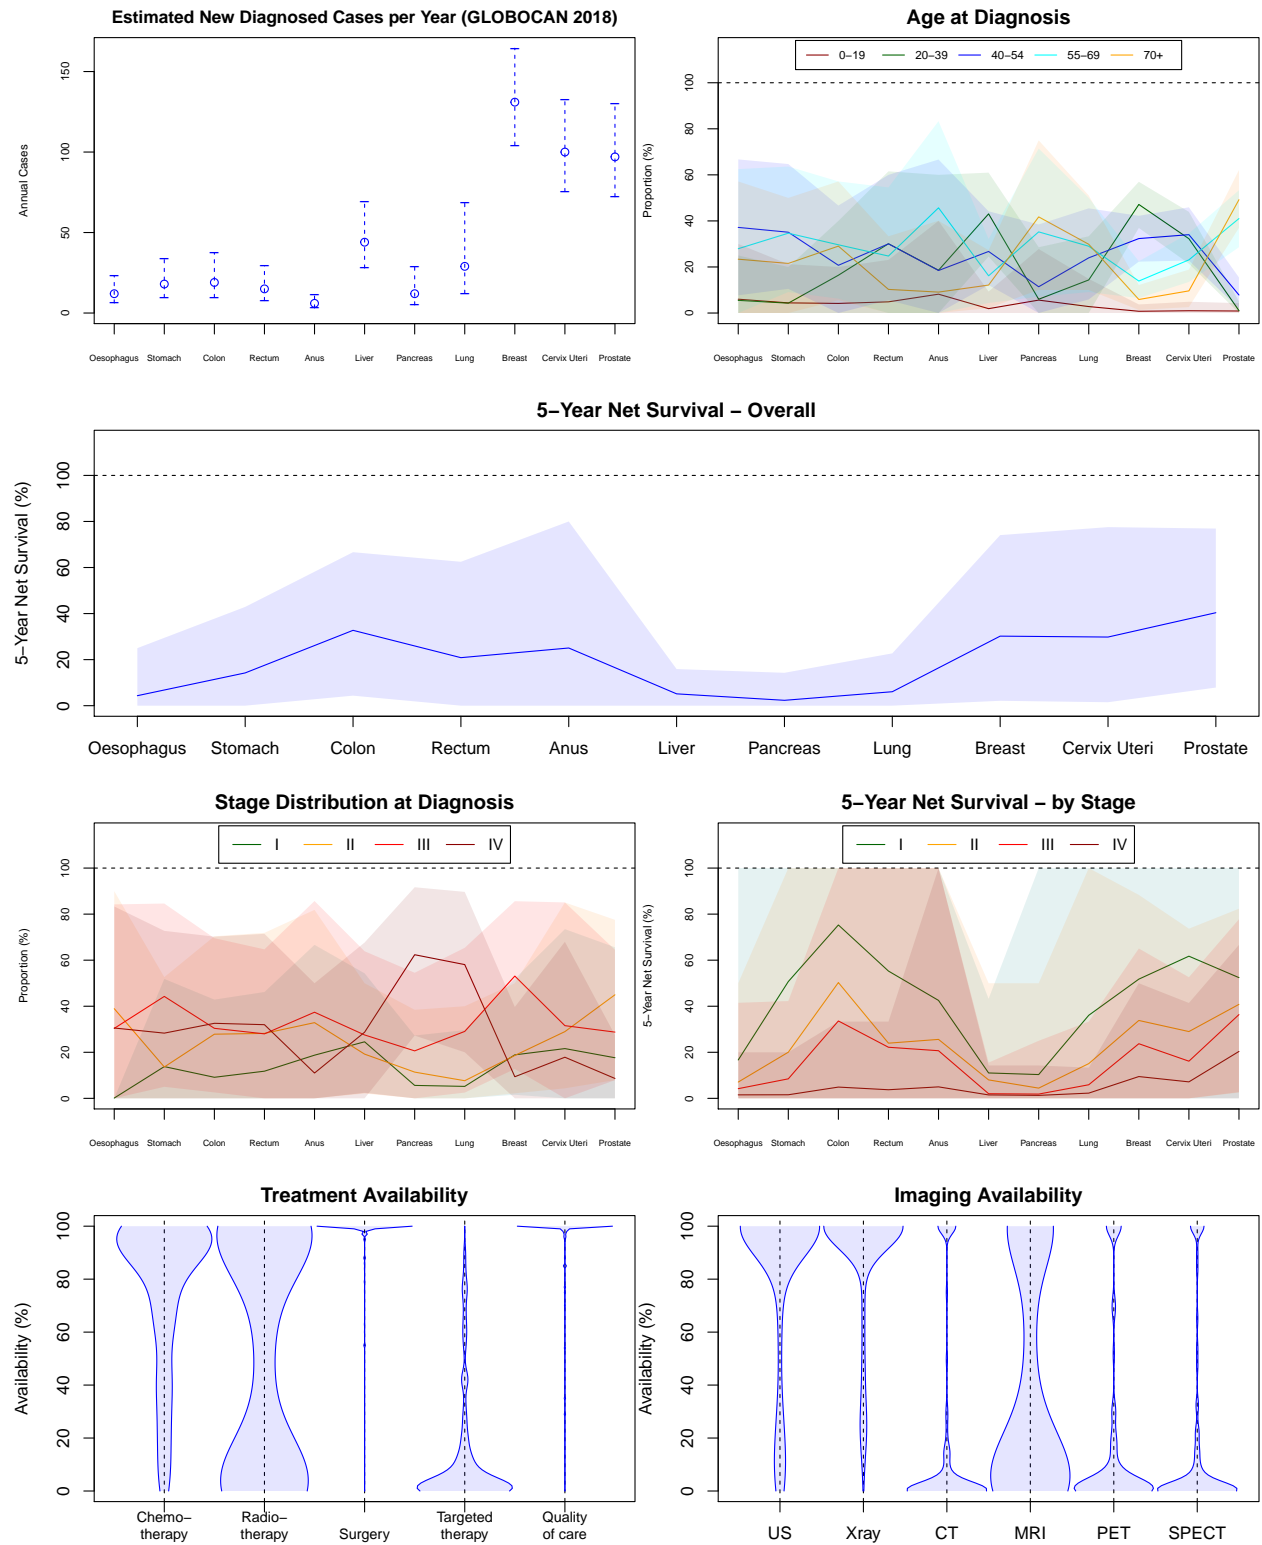 Estimated New Diagnosed Cases per Year (GLOBOCAN 2018)
Annual Cases
0 50 100 150
Oesophagus Stomach Colon Rectum Anus Liver Pancreas Lung Breast Cervix Uteri Prostate
Age at Diagnosis
0−19 20−39 40−54 55−69 70+
Proportion (%)
0 20 40 60 80 100
Oesophagus Stomach Colon Rectum Anus Liver Pancreas Lung Breast Cervix Uteri Prostate
5−Year Net Survival − Overall
5−Year Net Survival (%)
0 20 40 60 80 100
Oesophagus Stomach Colon Rectum Anus Liver Pancreas Lung Breast Cervix Uteri Prostate
Stage Distribution at Diagnosis
I II III IV
Proportion (%)
0 20 40 60 80 100
Oesophagus Stomach Colon Rectum Anus Liver Pancreas Lung Breast Cervix Uteri Prostate
5−Year Net Survival − by Stage
I II III IV
5−Year Net Survival (%)
0 20 40 60 80 100
Oesophagus Stomach Colon Rectum Anus Liver Pancreas Lung Breast Cervix Uteri Prostate
Treatment Availability
Availability (%)
0 20 40 60 80 100
Chemo− Radio− Targeted Quality
therapy therapy Surgery therapy of care
Imaging Availability
Availability (%)
0 20 40 60 80 100
US Xray CT MRI PET SPECT